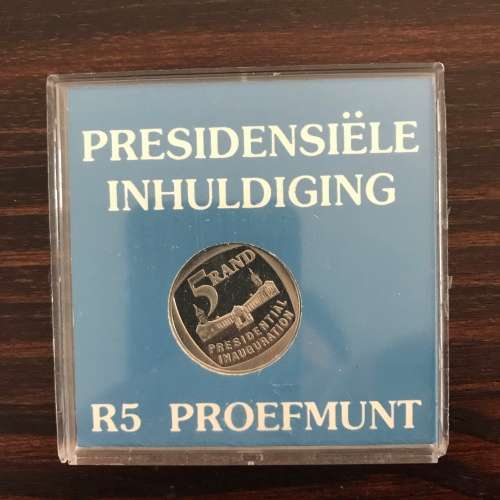 PRESIDENSIËLE
INHULDIGING
5 RAND
PRESIDENTIAL
INAUGURATION
R5 PROEFMUNT